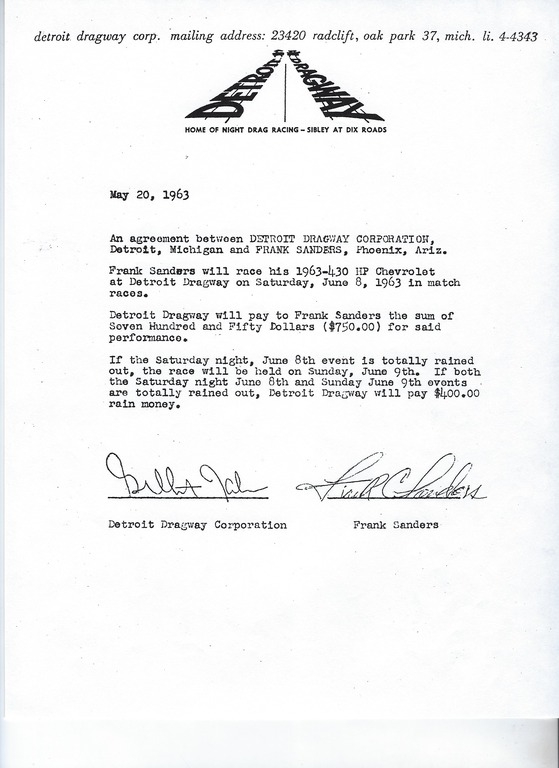 detroit dragway corp. mailing address: 23420 radclift, oak park 37, mich. li. 4-4343
DETROIT DRAGWAY
HOME OF NIGHT DRAG RACING – SIBLEY AT DIX ROADS
May 20, 1963
An agreement between DETROIT DRAGWAY CORPORATION,
Detroit, Michigan and FRANK SANDERS, Phoenix, Ariz.
Frank Sanders will race his 1963-430 HP Chevrolet
at Detroit Dragway on Saturday, June 8, 1963 in match
races.
Detroit Dragway will pay to Frank Sanders the sum of
Seven Hundred and Fifty Dollars ($750.00) for said
performance.
If the Saturday night, June 8th event is totally rained
out, the race will be held on Sunday, June 9th. If both
the Saturday night June 8th and Sunday June 9th events
are totally rained out, Detroit Dragway will pay $400.00
rain money.
Frank C Sanders
Detroit Dragway Corporation Frank Sanders